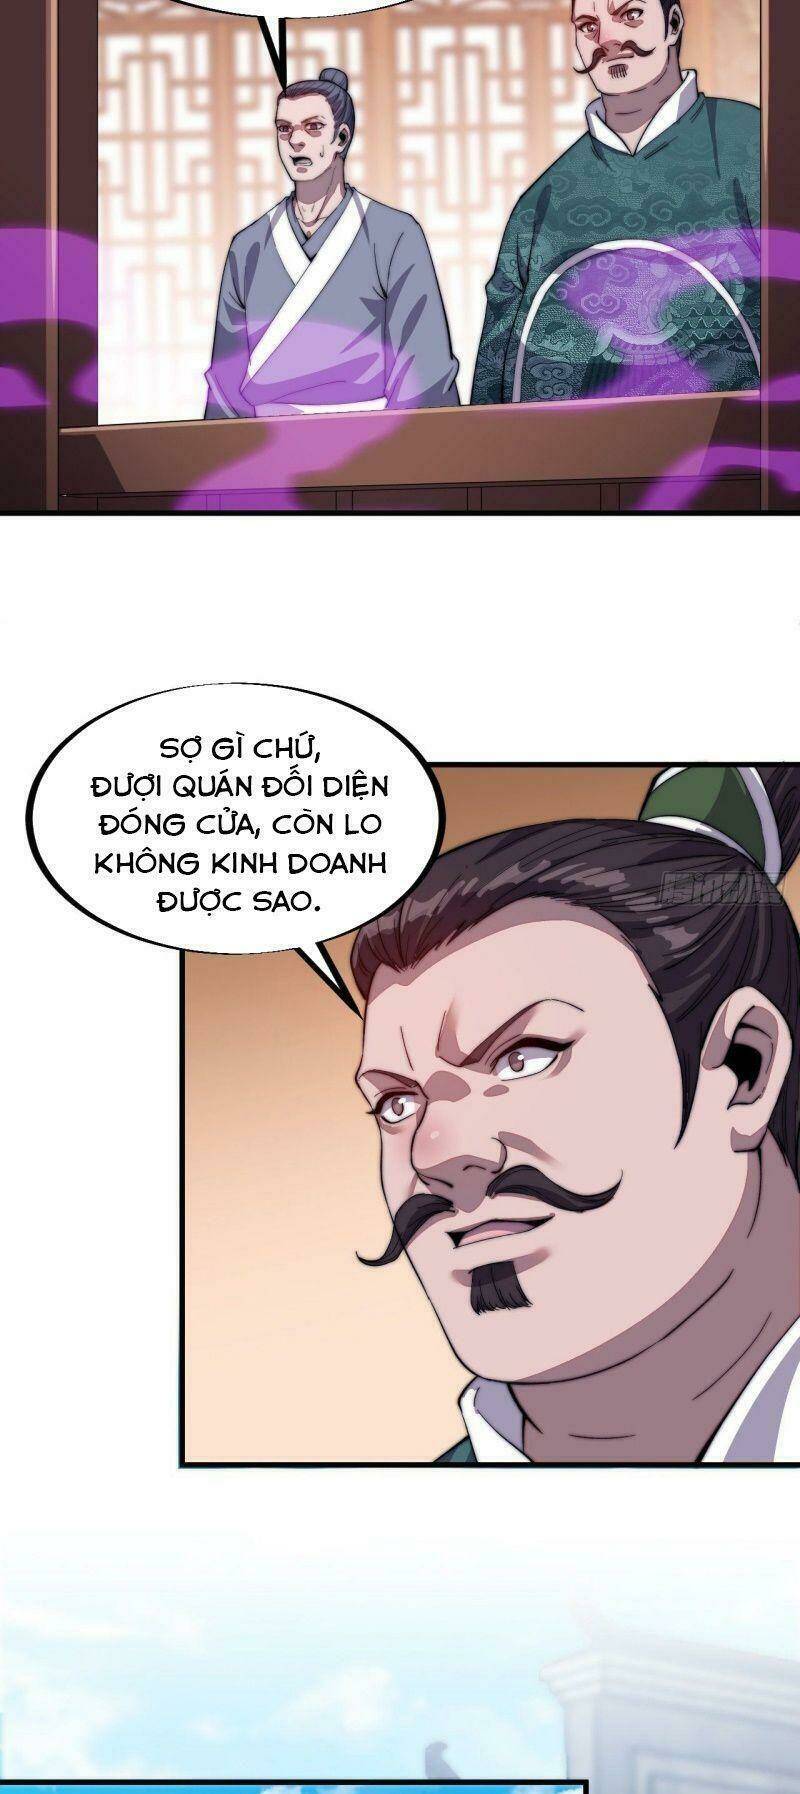 SỢ GÌ CHỨ,
ĐƯỢI QUÁN ĐỐI DIỆN
ĐÓNG CỬA, CÒN LO
KHÔNG KINH DOANH
ĐƯỢC SAO.